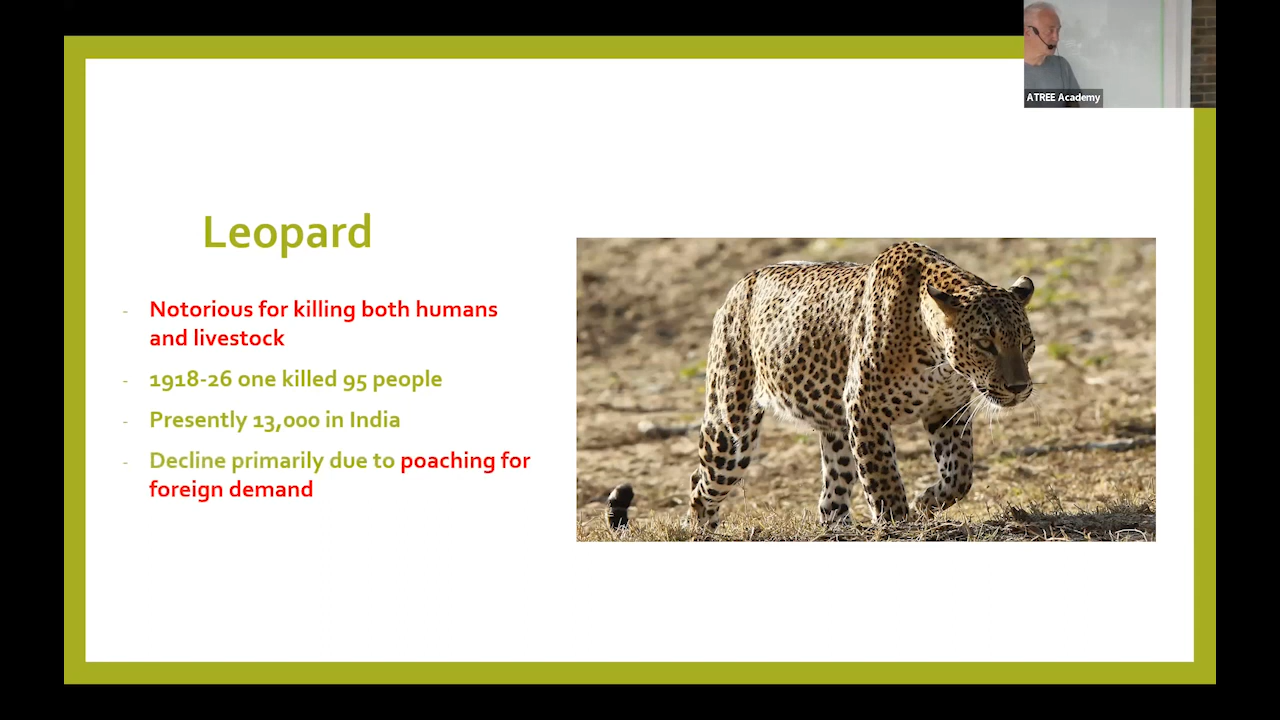 ATREE Academy
Leopard
- Notorious for killing both humans
and livestock
- 1918-26 one killed 95 people
- Presently 13,000 in India
- Decline primarily due to poaching for
foreign demand